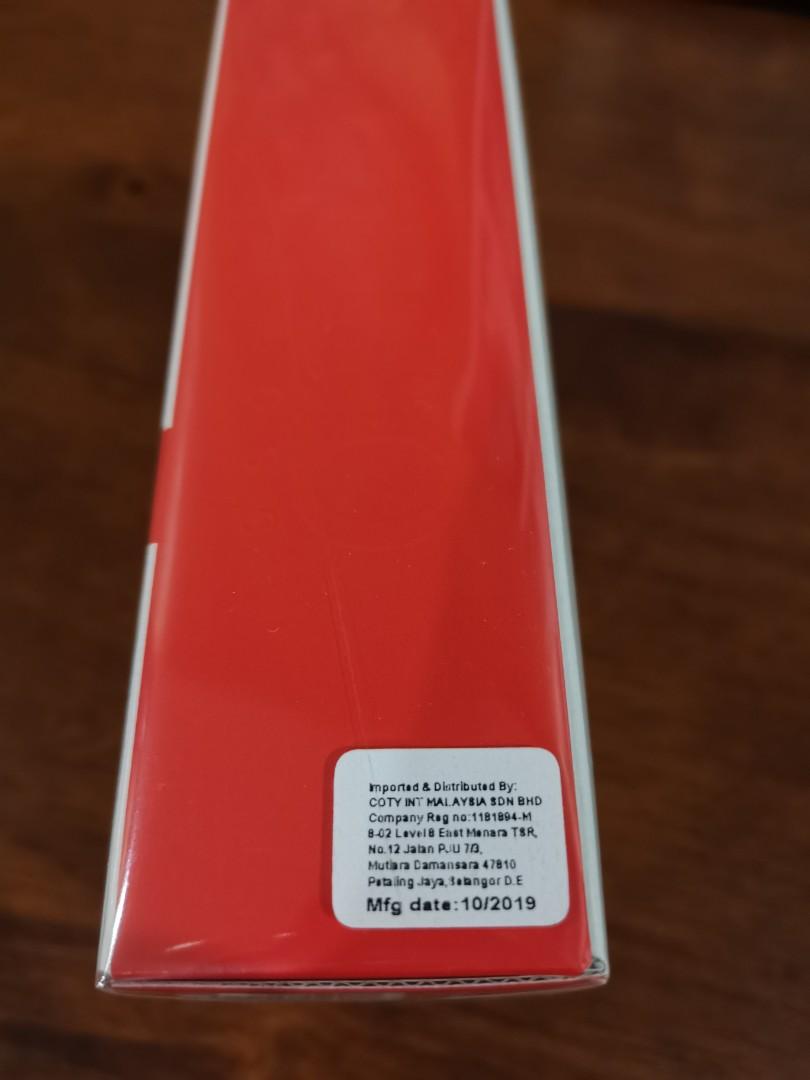 Imported & Distributed By:
COTY INT MALAYSIA SDN BHD
Company Reg no:1181894-M
8-02 Level 8 East Menara TSR,
No.12 Jalan PJU 7/3,
Mutiara Damansara 47810
Petaling Jaya,Selangor D.E
Mfg date:10/2019